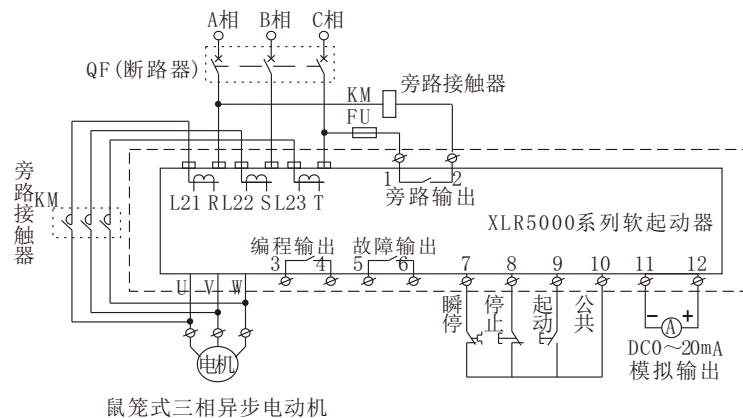 A相 B相 C相
QF(断路器)
KM
旁路接触器
FU
旁路接触器
KM
1 2
L21 R L22 S L23 T
旁路输出
XLR5000系列软起动器
编程输出 故障输出
3 4 5 6 7 8 9 10 11 12
U V W
瞬停
停止
起动
公共
− A +
DC0～20mA
模拟输出
电机
鼠笼式三相异步电动机